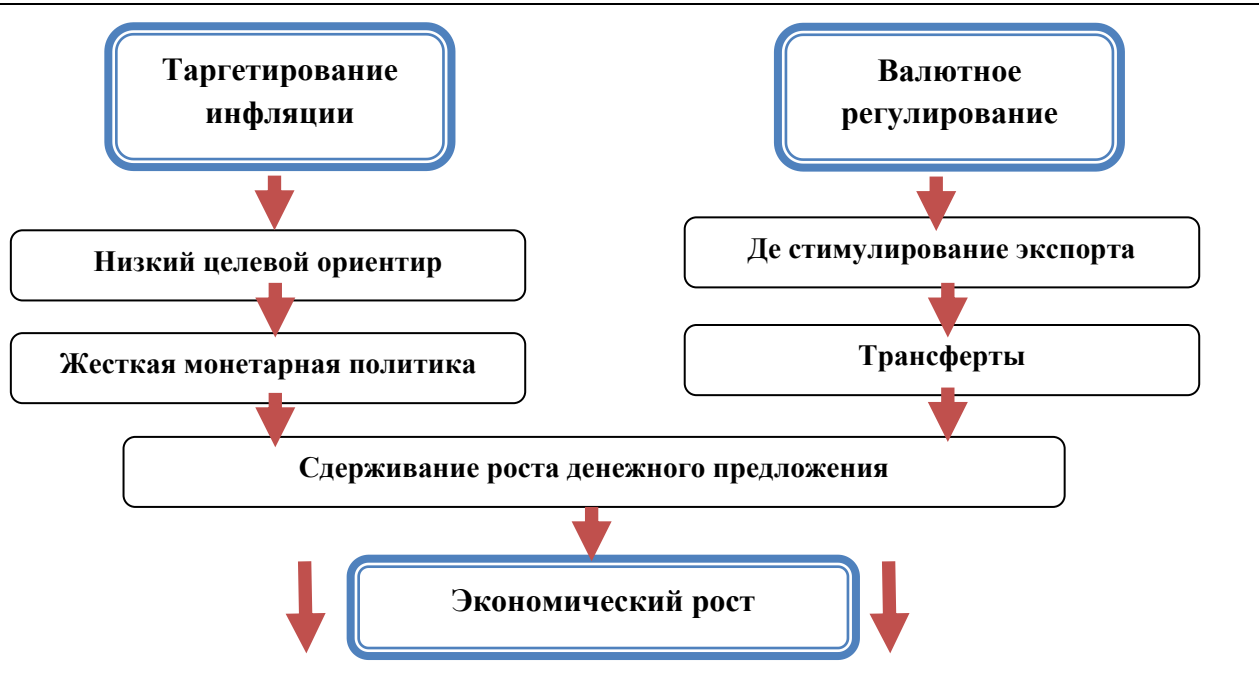 Таргетирование
инфляции
Валютное
регулирование
Низкий целевой ориентир
Де стимулирование экспорта
Жесткая монетарная политика
Трансферты
Сдерживание роста денежного предложения
Экономический рост